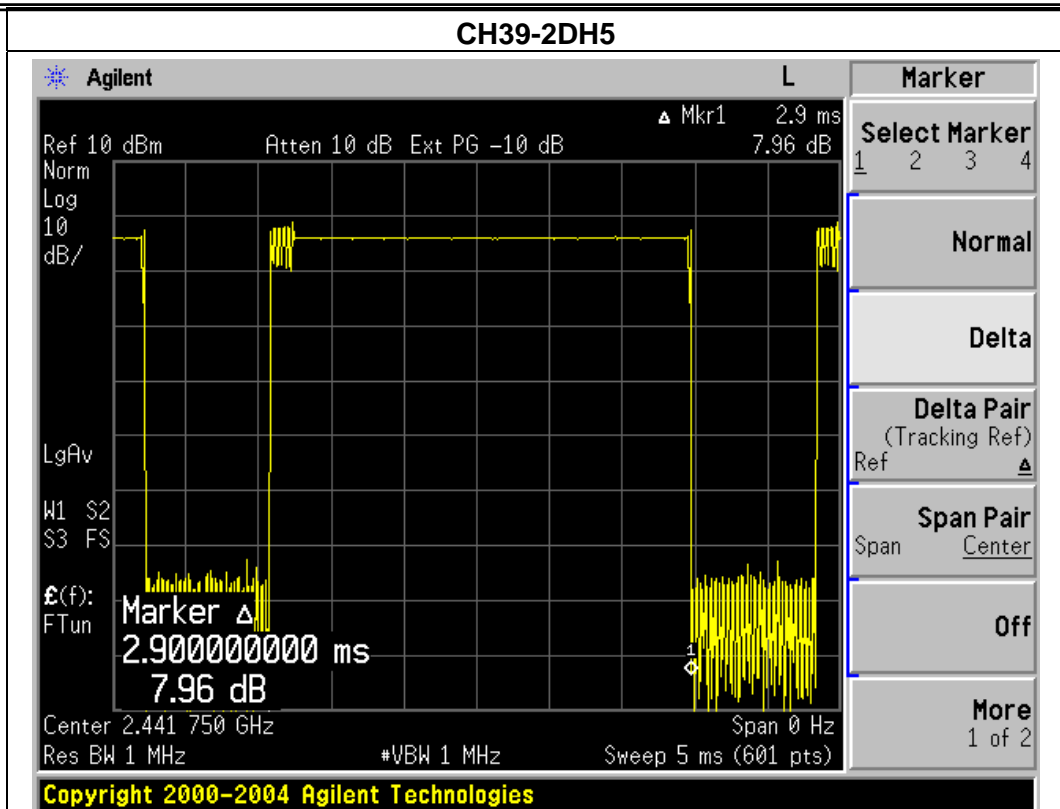 CH39-2DH5
Agilent L Marker
Δ Mkr1 2.9 ms
Ref 10 dBm Atten 10 dB Ext PG -10 dB 7.96 dB
Norm
Log
10
dB/
LgAv
W1 S2
S3 FS
£(f):
FTun
Marker Δ
2.900000000 ms
7.96 dB
1
Center 2.441 750 GHz Span 0 Hz
Res BW 1 MHz #VBW 1 MHz Sweep 5 ms (601 pts)
Select Marker
1 2 3 4
Normal
Delta
Delta Pair
(Tracking Ref)
Ref Δ
Span Pair
Span Center
Off
More
1 of 2
Copyright 2000-2004 Agilent Technologies